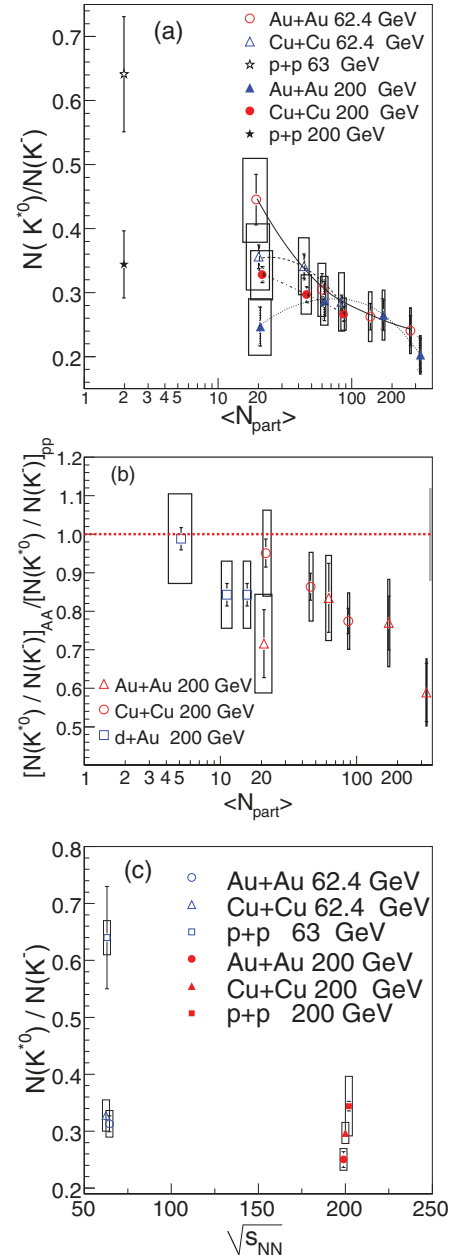 (a)
Au+Au 62.4 GeV
Cu+Cu 62.4 GeV
p+p 63 GeV
Au+Au 200 GeV
Cu+Cu 200 GeV
p+p 200 GeV
N( K*0)/N(K-)
0.7
0.6
0.5
0.4
0.3
0.2
1 2 3 4 5 10 20 100 200
<Npart>
(b)
[N(K*0) / N(K-)]AA/[N(K*0) / N(K-)]pp
1.2
1.1
1.0
0.9
0.8
0.7
0.6
0.5
Au+Au 200 GeV
Cu+Cu 200 GeV
d+Au 200 GeV
1 2 3 4 5 10 20 100 200
<Npart>
(c)
Au+Au 62.4 GeV
Cu+Cu 62.4 GeV
p+p 63 GeV
Au+Au 200 GeV
Cu+Cu 200 GeV
p+p 200 GeV
N(K*0) / N(K-)
0.8
0.7
0.6
0.5
0.4
0.3
0.2
50 100 150 200 250
√sNN